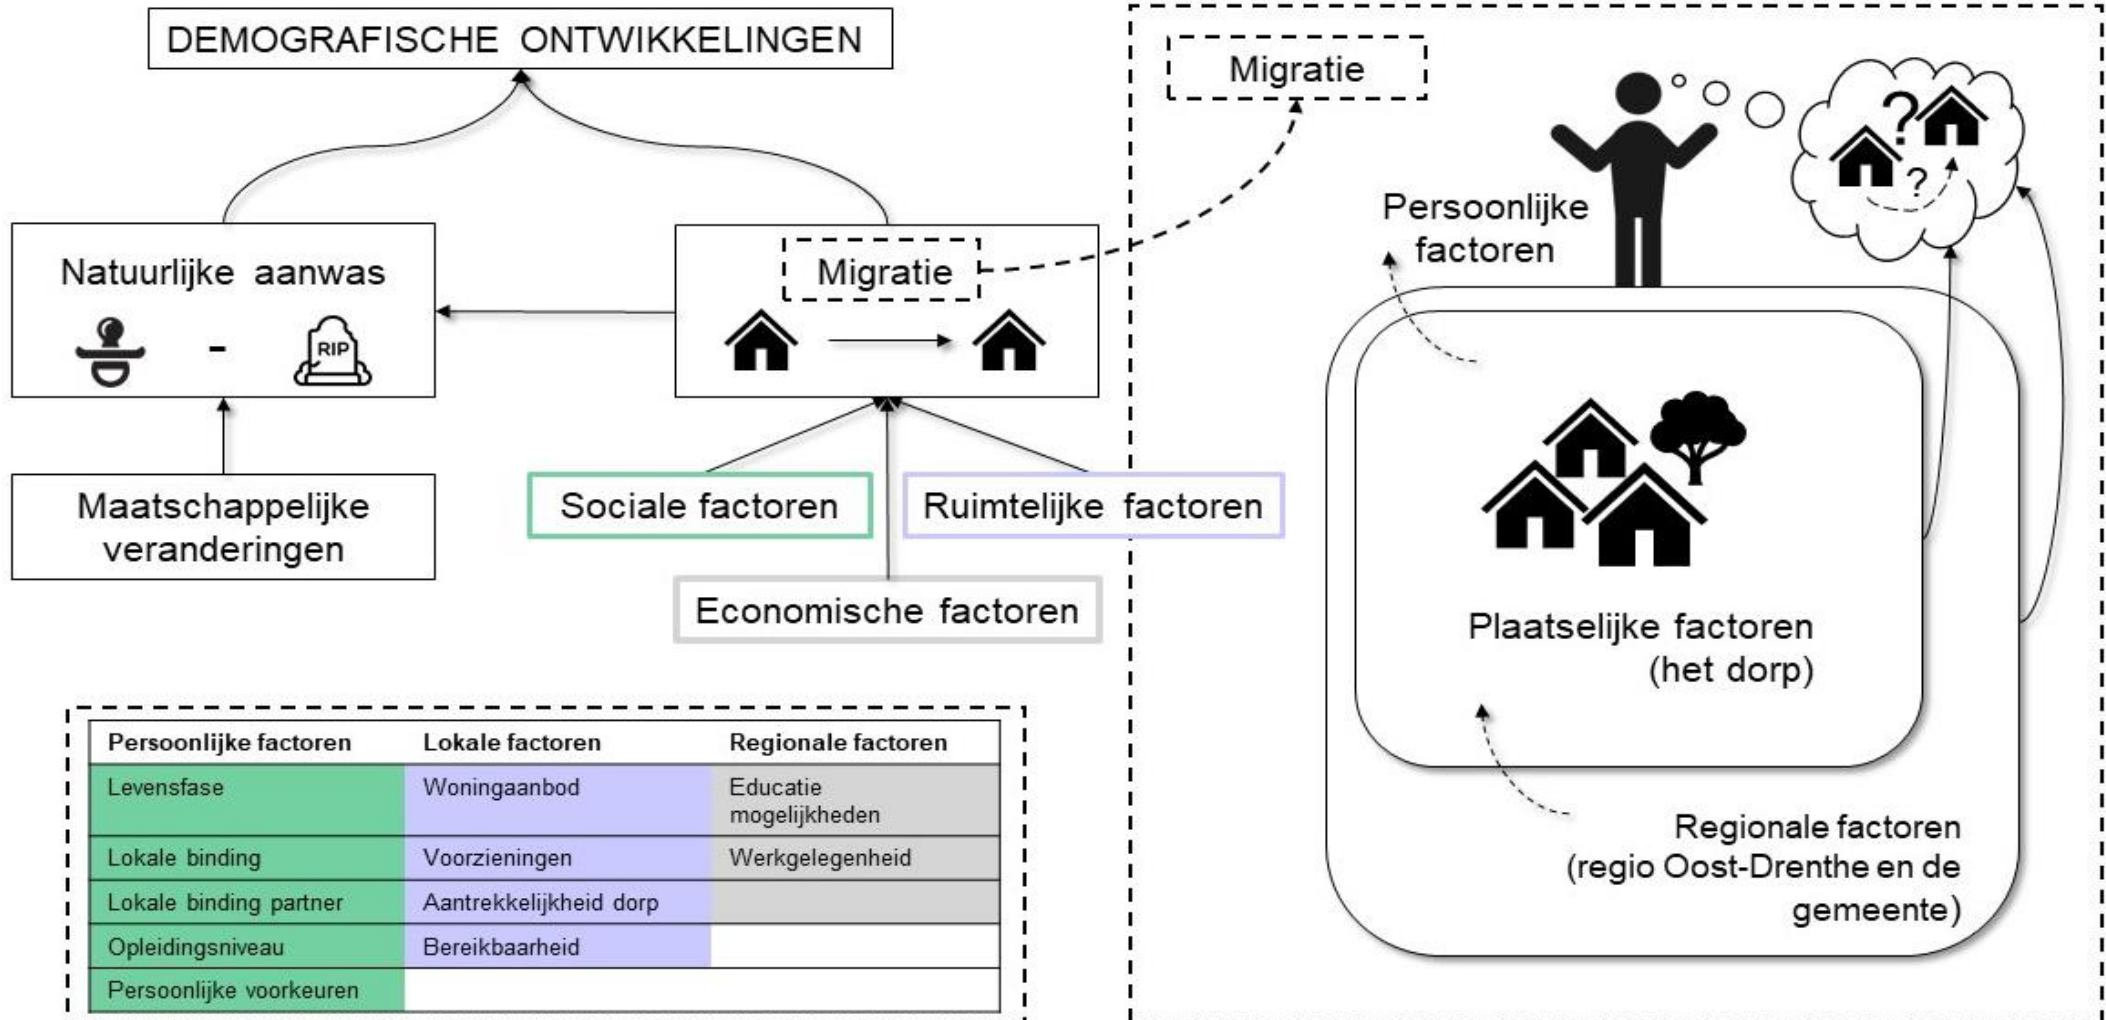 DEMOGRAFISCHE ONTWIKKELINGEN
Natuurlijke aanwas
-
RIP
Migratie
Maatschappelijke
veranderingen
Sociale factoren
Ruimtelijke factoren
Economische factoren
Persoonlijke factoren Lokale factoren Regionale factoren
Levensfase Woningaanbod Educatie
mogelijkheden
Lokale binding Voorzieningen Werkgelegenheid
Lokale binding partner Aantrekkelijkheid dorp
Opleidingsniveau Bereikbaarheid
Persoonlijke voorkeuren
Migratie
?
?
Persoonlijke
factoren
Plaatselijke factoren
(het dorp)
Regionale factoren
(regio Oost-Drenthe en de
gemeente)